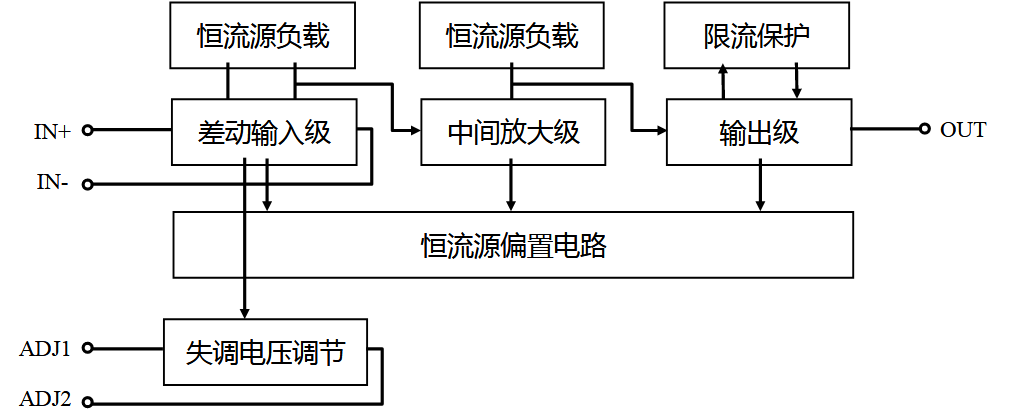 恒流源负载
恒流源负载
限流保护
IN+
差动输入级
中间放大级
输出级
OUT
IN-
恒流源偏置电路
ADJ1
失调电压调节
ADJ2